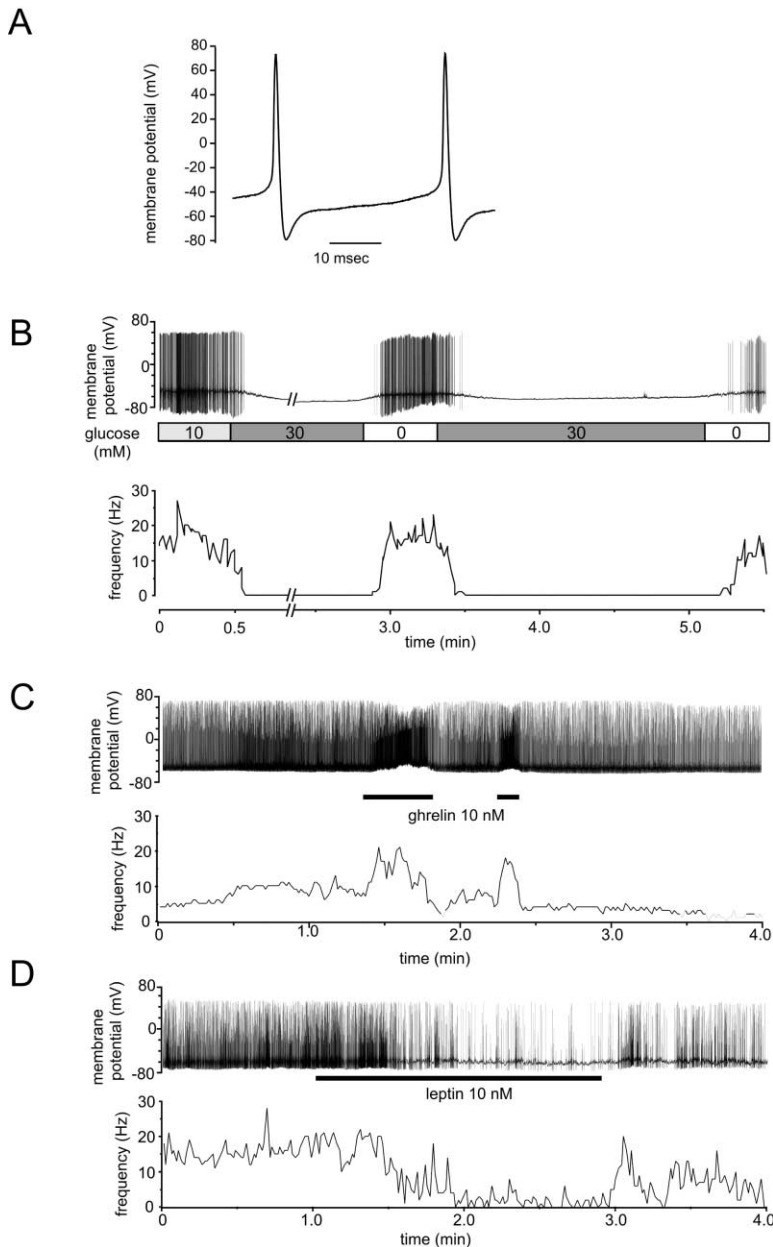 A
membrane potential (mV)
80
60
40
20
0
-20
-40
-60
-80
10 msec
B
membrane
potential (mV)
80
0
-80
glucose
(mM)
10
30
0
30
0
frequency (Hz)
30
20
10
0
0
0.5
3.0
4.0
5.0
time (min)
C
membrane
potential (mV)
80
0
-80
ghrelin 10 nM
frequency (Hz)
30
20
10
0
0
1.0
2.0
3.0
4.0
time (min)
D
membrane
potential (mV)
80
0
-80
leptin 10 nM
frequency (Hz)
30
20
10
0
0
1.0
2.0
3.0
4.0
time (min)